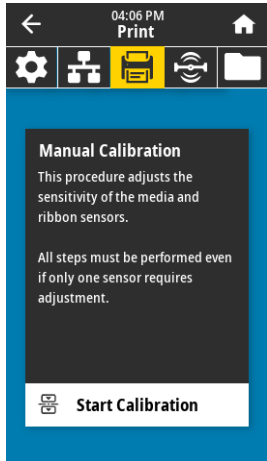 04:06 PM
Print
Manual Calibration
This procedure adjusts the
sensitivity of the media and
ribbon sensors.
All steps must be performed even
if only one sensor requires
adjustment.
Start Calibration